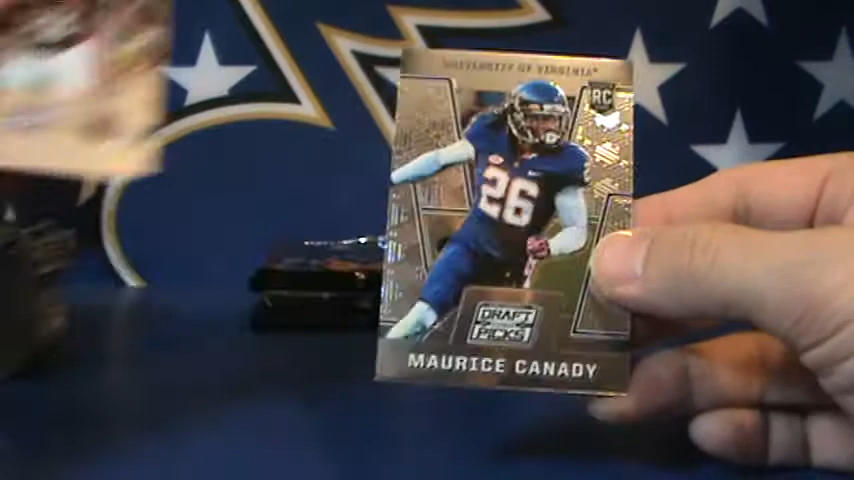 UNIVERSITY OF VIRGINIA
RC
26
DRAFT
PICKS
MAURICE CANADY